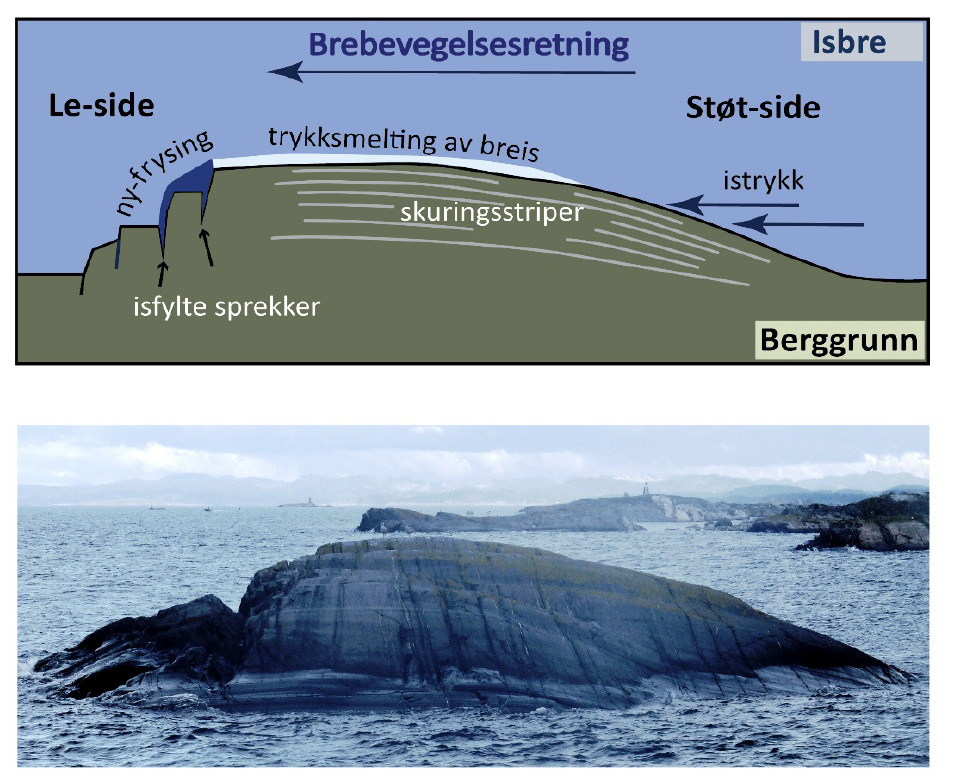 Brebevegelsesretning
Isbre
Le-side
Støt-side
ny-frysing
trykksmelting av breis
istrykk
skuringsstriper
isfylte sprekker
Berggrunn